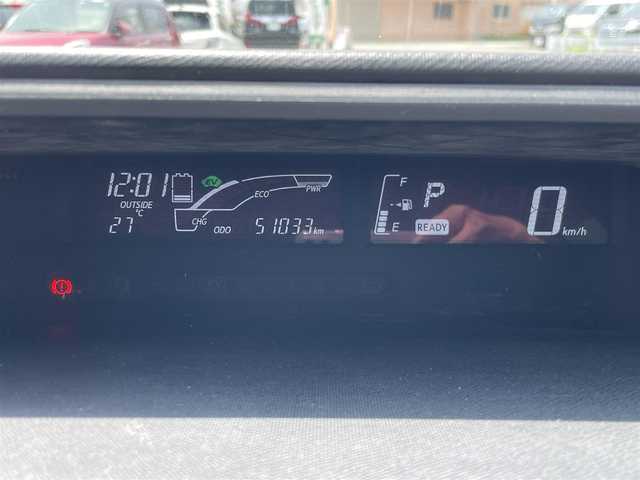 12:01
EV
ECO
PWR
OUTSIDE
27 °C
CHG
ODO
51033 km
F
E
P
READY
0 km/h